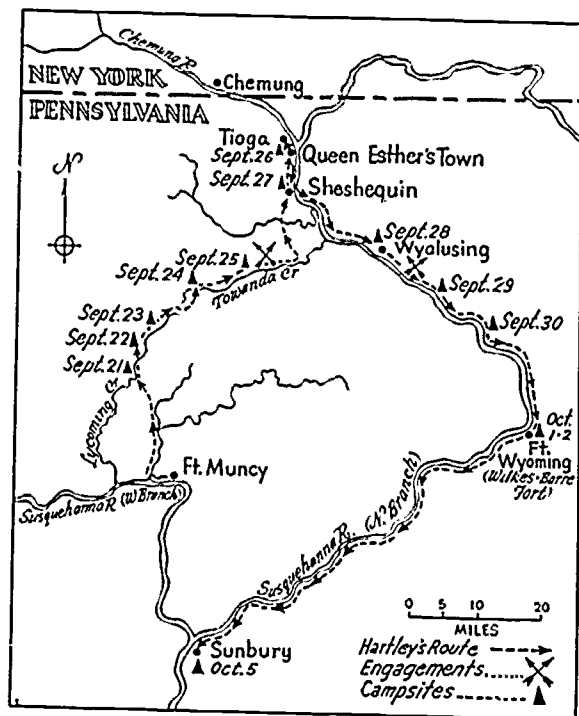 Chemung R.
NEW YORK
Chemung
PENNSYLVANIA
Tioga
Sept. 26
Queen Esther's Town
Sept. 27
Sheshequin
N
Sept. 28
Wyalusing
Sept. 25
Sept. 24
Towanda Cr
Sept. 29
Sept. 23
Sept. 30
Sept. 22
Sept. 21
Lycoming Cr
Oct.
1-2
Ft.
Wyoming
(Wilkes-Barre
Fort)
Ft. Muncy
Susquehanna R (W. Branch)
Susquehanna R. (N. Branch)
Sunbury
Oct. 5
0 5 10 20
MILES
Hartley's Route
Engagements
Campsites